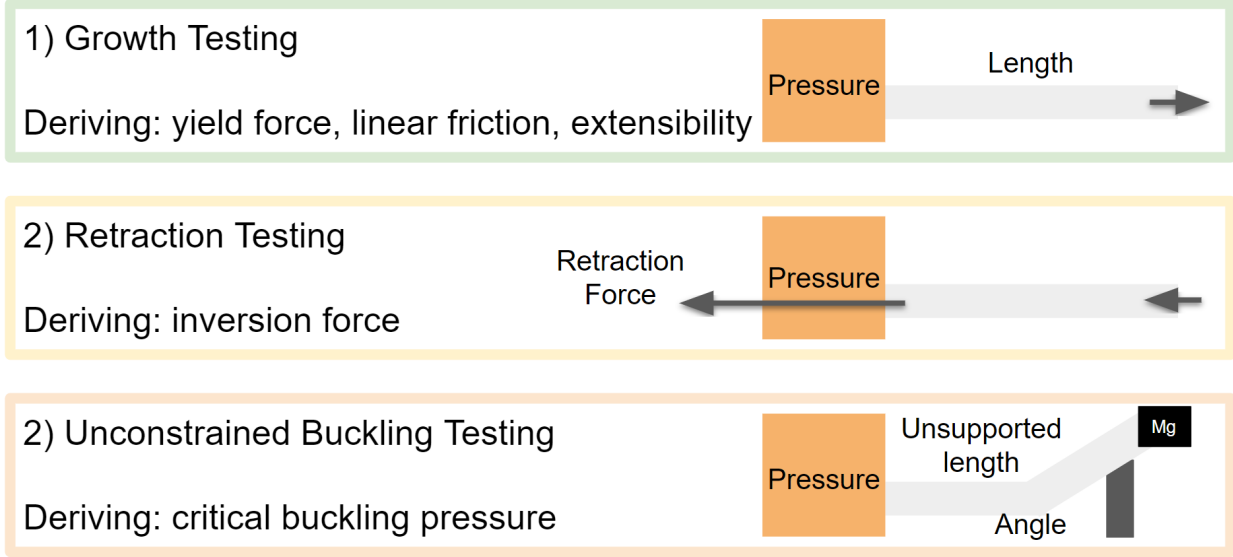 1) Growth Testing
Deriving: yield force, linear friction, extensibility
Pressure
Length
2) Retraction Testing
Deriving: inversion force
Retraction
Force
Pressure
2) Unconstrained Buckling Testing
Deriving: critical buckling pressure
Pressure
Unsupported
length
Angle
Mg